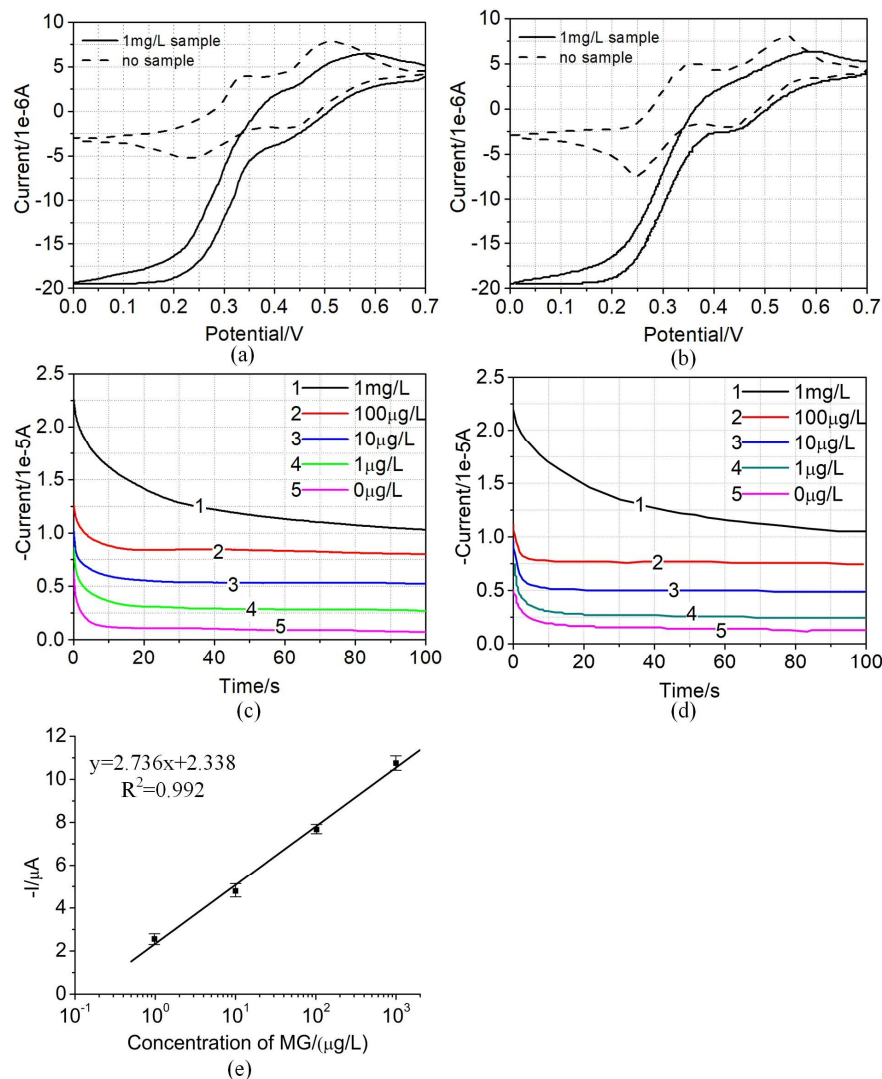 10
5
0
-5
-10
-15
-20
Current/1e-6A
1mg/L sample
no sample
0.0 0.1 0.2 0.3 0.4 0.5 0.6 0.7
Potential/V
(a)
10
5
0
-5
-10
-15
-20
Current/1e-6A
1mg/L sample
no sample
0.0 0.1 0.2 0.3 0.4 0.5 0.6 0.7
Potential/V
(b)
2.5
2.0
1.5
1.0
0.5
0.0
-Current/1e-5A
1 1mg/L
2 100μg/L
3 10μg/L
4 1μg/L
5 0μg/L
1
2
3
4
5
0 20 40 60 80 100
Time/s
(c)
2.5
2.0
1.5
1.0
0.5
0.0
-Current/1e-5A
1 1mg/L
2 100μg/L
3 10μg/L
4 1μg/L
5 0μg/L
1
2
3
4
5
0 20 40 60 80 100
Time/s
(d)
12
10
8
6
4
2
0
-I/μA
y=2.736x+2.338
R²=0.992
10⁻¹ 10⁰ 10¹ 10² 10³
Concentration of MG/(μg/L)
(e)